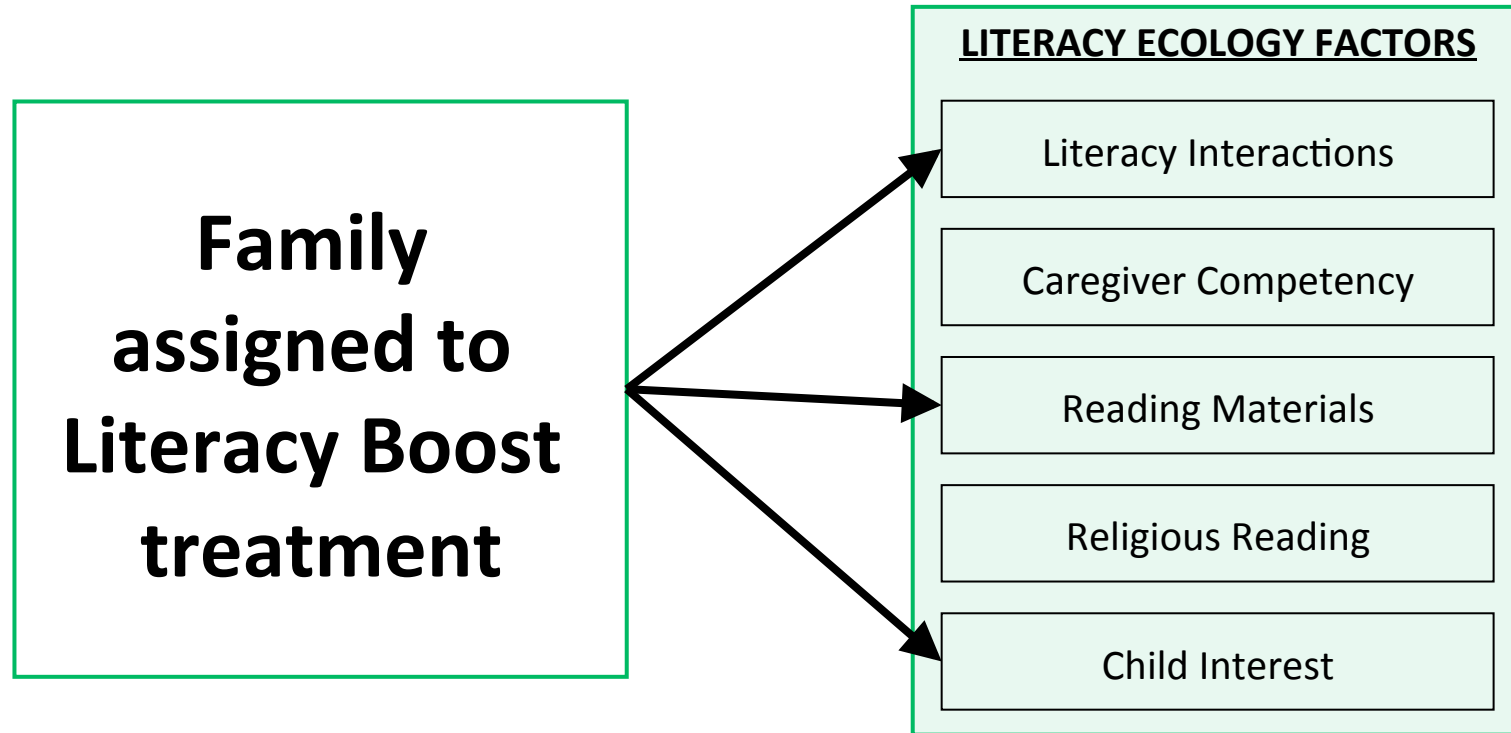 LITERACY ECOLOGY FACTORS
Family
assigned to
Literacy Boost
treatment
Literacy Interactions
Caregiver Competency
Reading Materials
Religious Reading
Child Interest